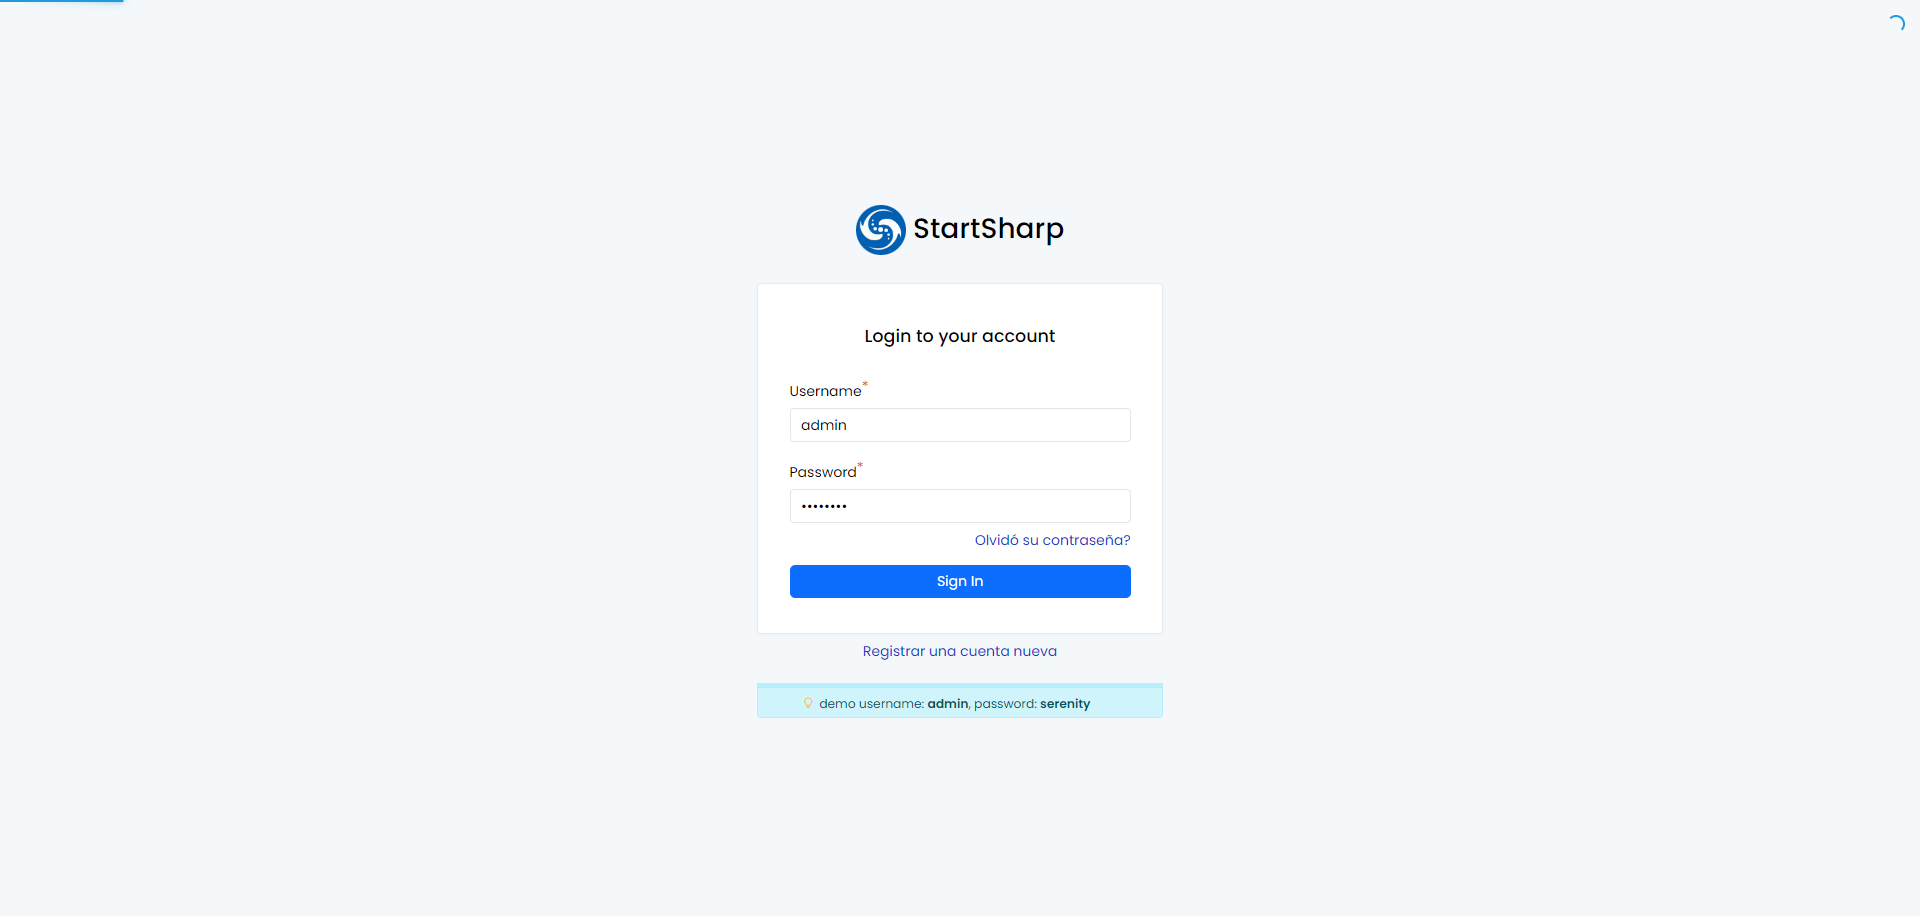 StartSharp
Login to your account
Username*
admin
Password*
••••••••
Olvidó su contraseña?
Sign In
Registrar una cuenta nueva
demo username: admin, password: serenity